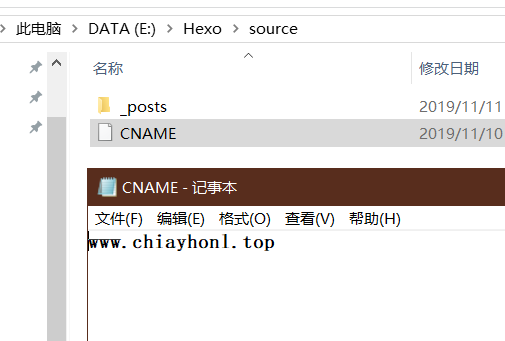 此电脑 > DATA (E:) > Hexo > source
名称 修改日期
_posts 2019/11/11
CNAME 2019/11/10
CNAME - 记事本
文件(F) 编辑(E) 格式(O) 查看(V) 帮助(H)
www.chiayhonl.top